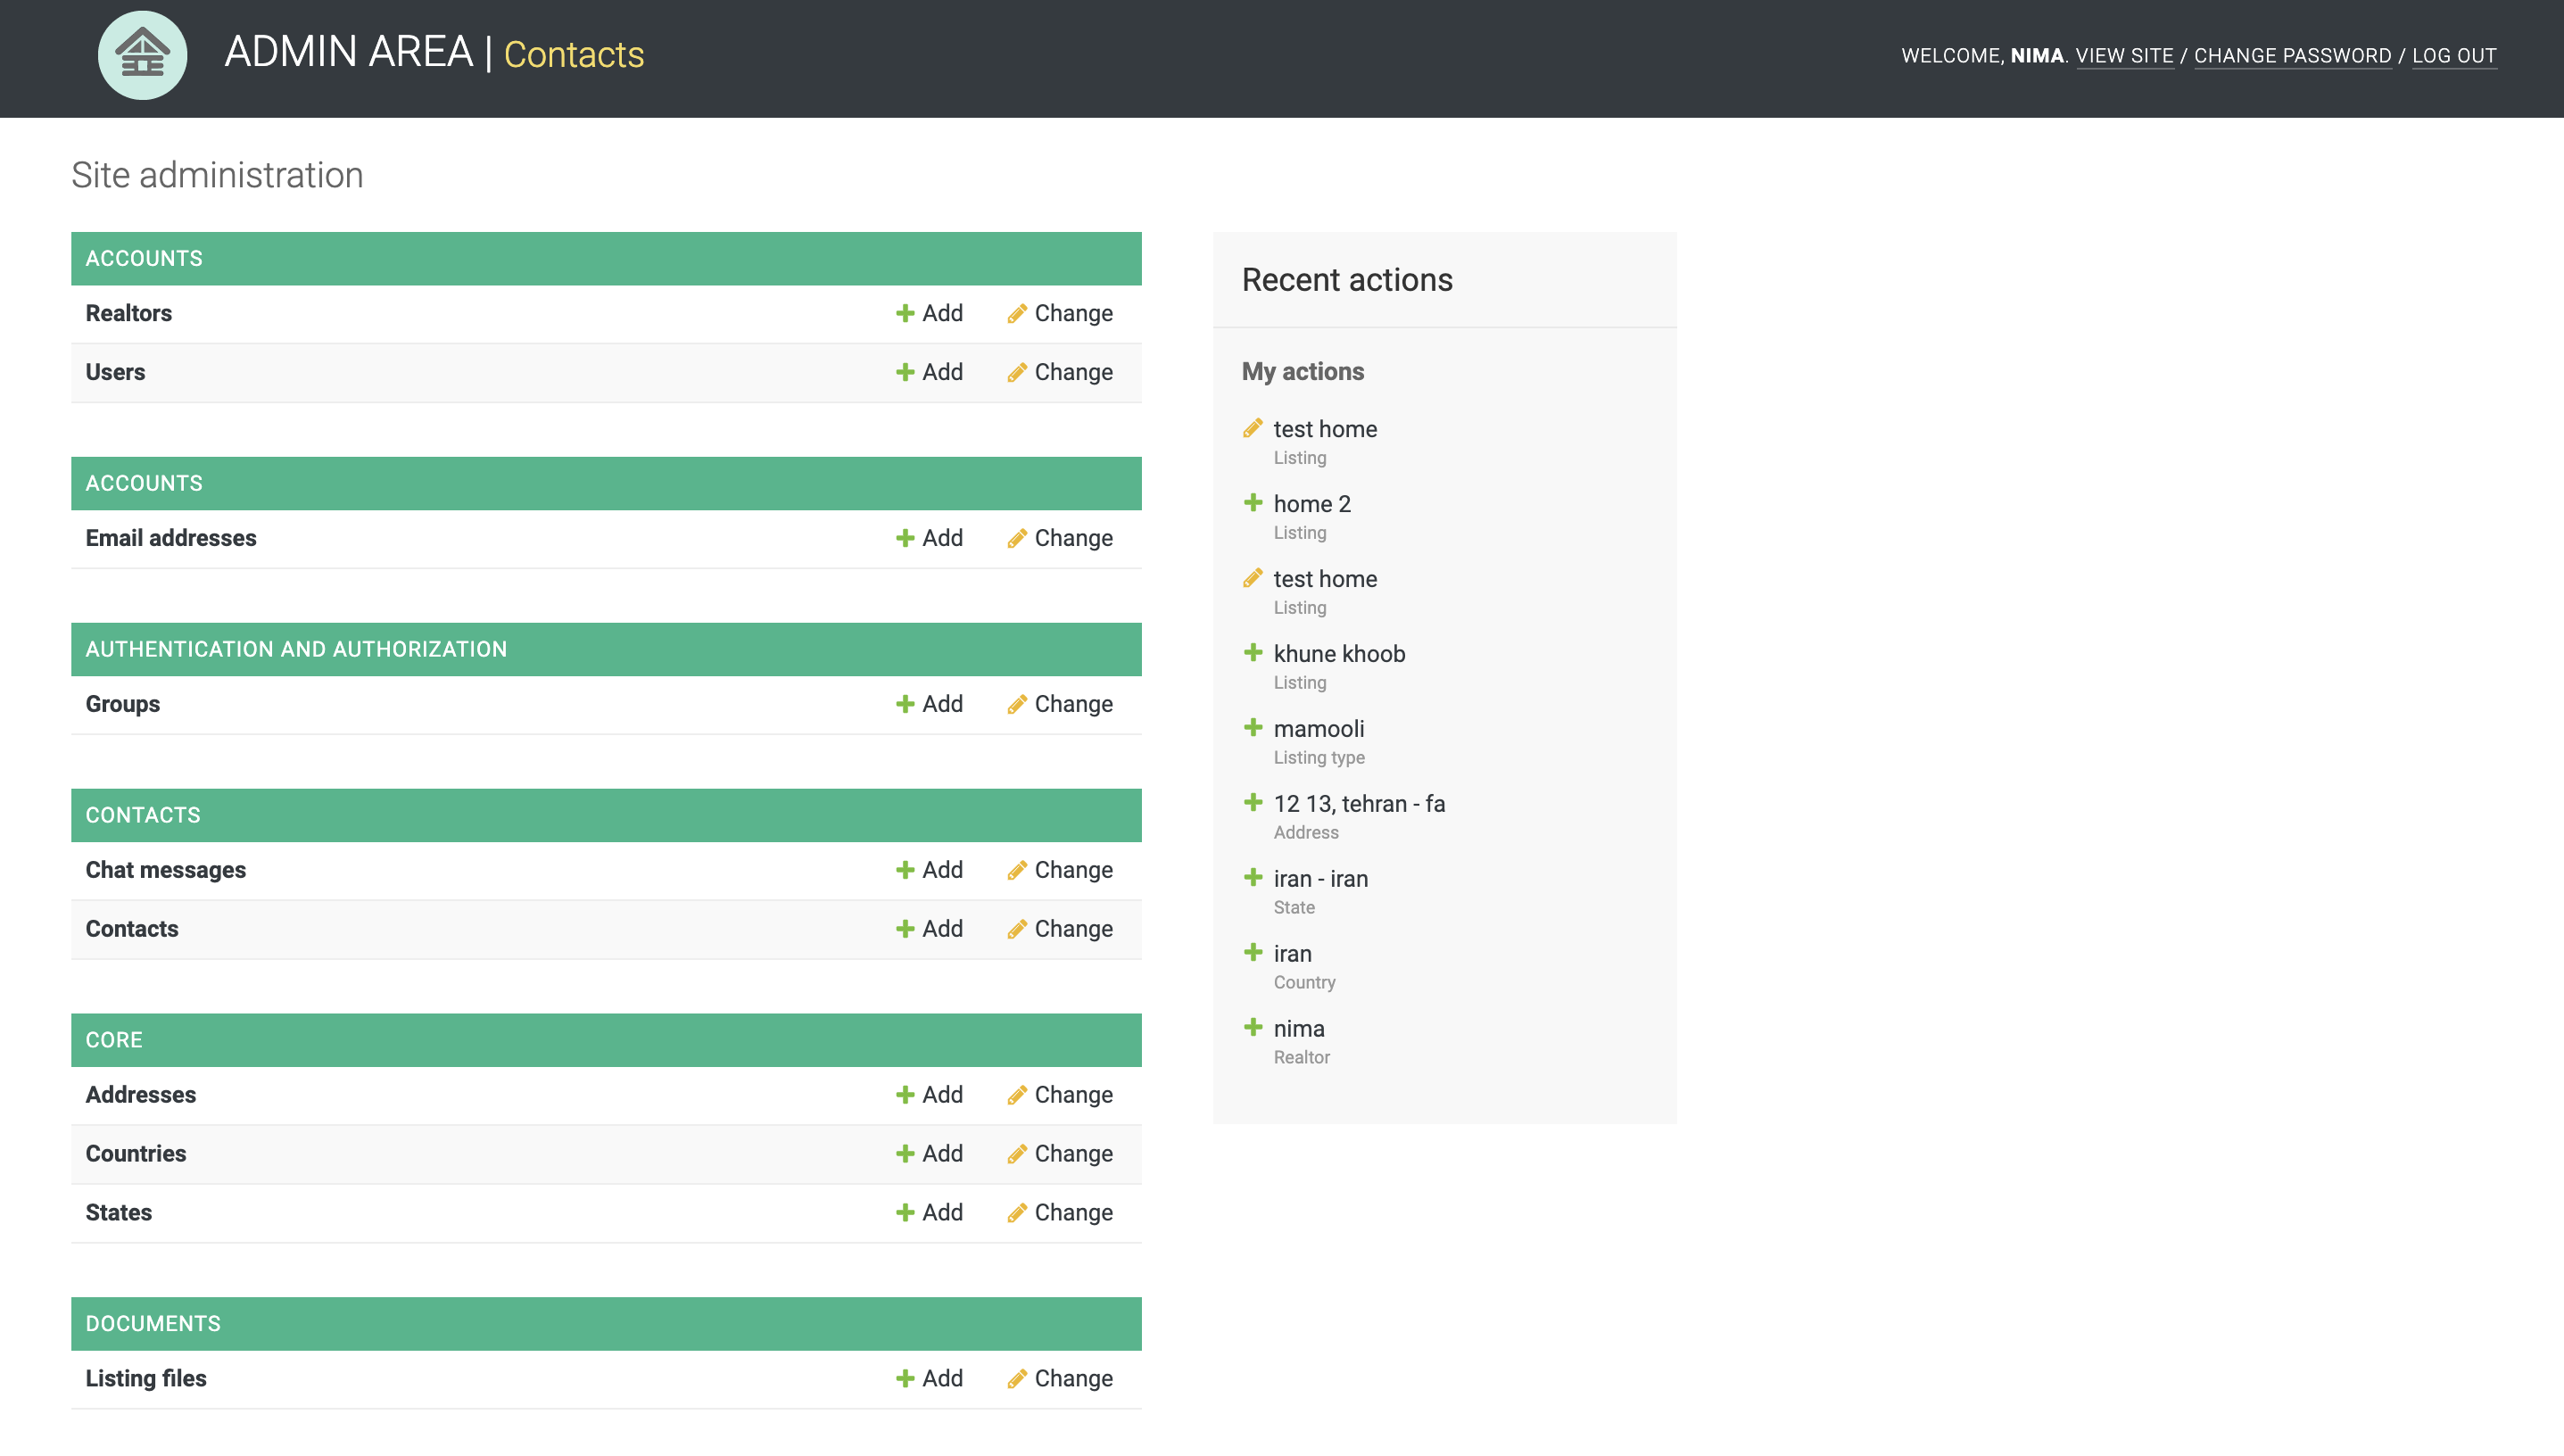 ADMIN AREA | Contacts
WELCOME, NIMA. VIEW SITE / CHANGE PASSWORD / LOG OUT
Site administration
ACCOUNTS
Realtors Add Change
Users Add Change
ACCOUNTS
Email addresses Add Change
AUTHENTICATION AND AUTHORIZATION
Groups Add Change
CONTACTS
Chat messages Add Change
Contacts Add Change
CORE
Addresses Add Change
Countries Add Change
States Add Change
DOCUMENTS
Listing files Add Change
Recent actions
My actions
test home
Listing
home 2
Listing
test home
Listing
khune khoob
Listing
mamooli
Listing type
12 13, tehran - fa
Address
iran - iran
State
iran
Country
nima
Realtor